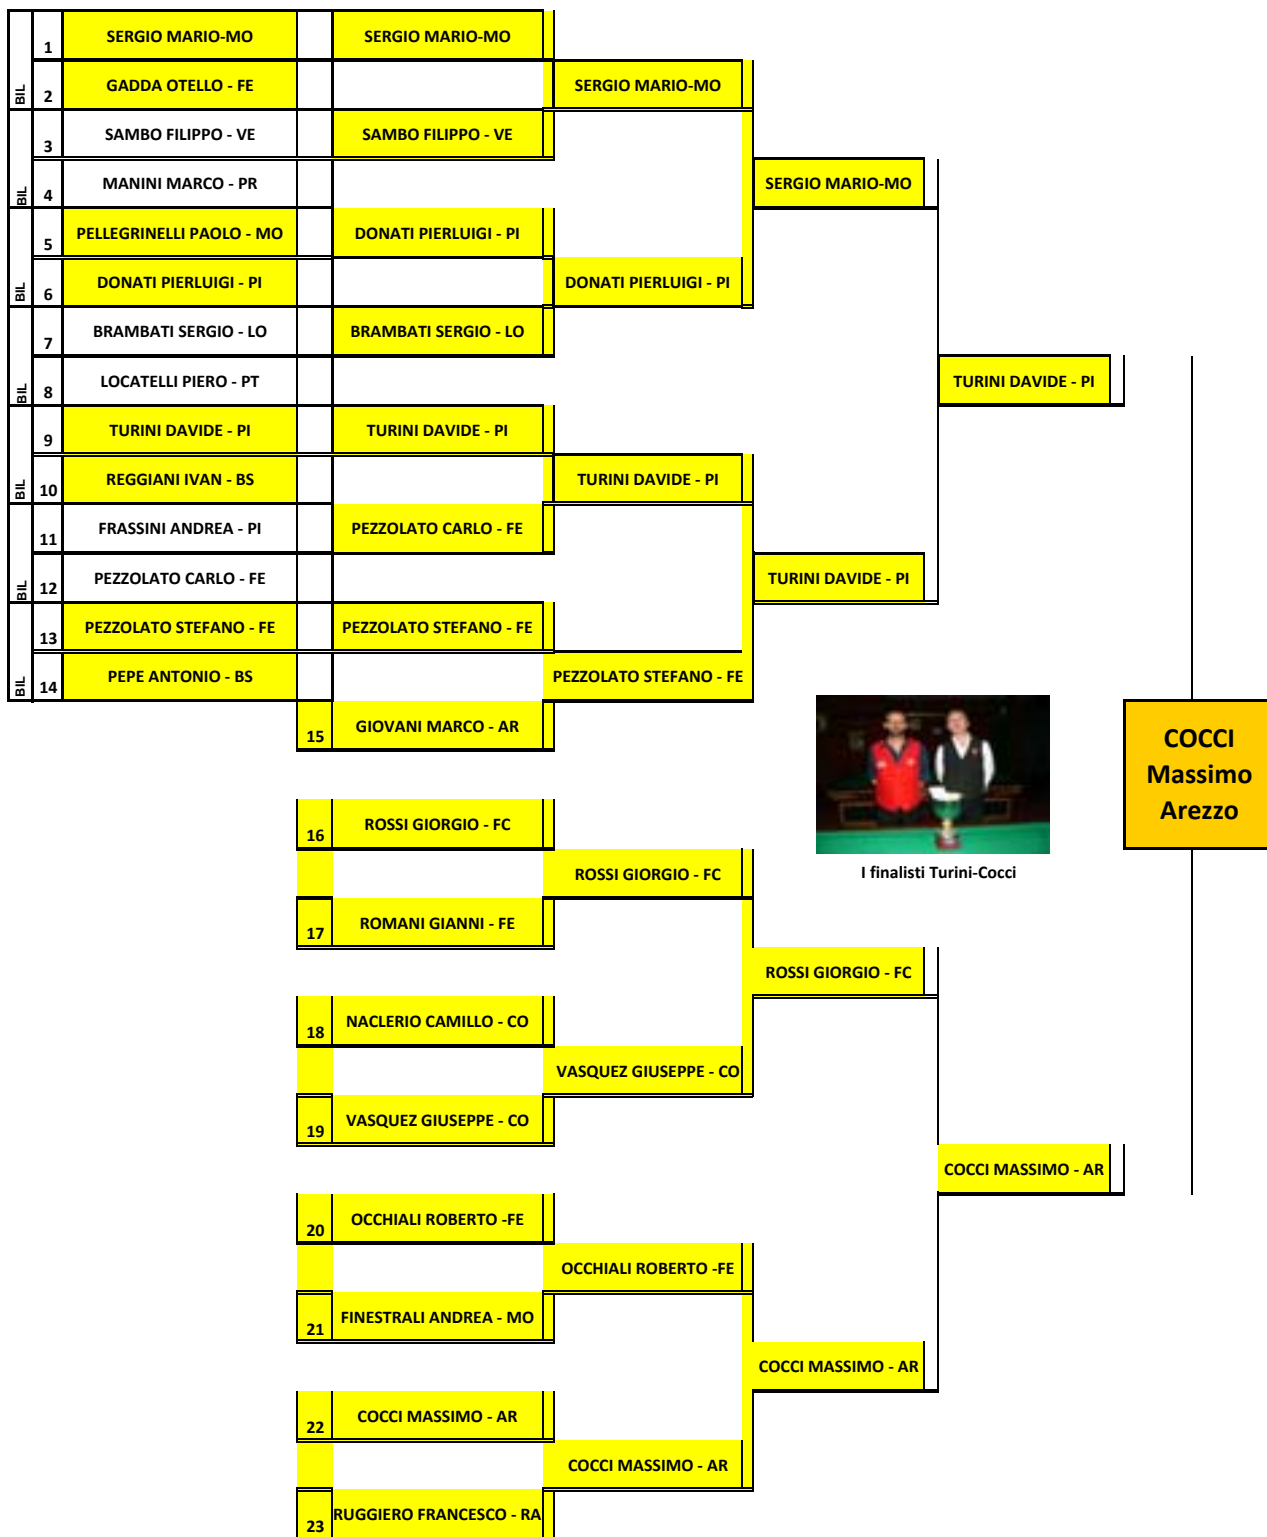 1 SERGIO MARIO-MO SERGIO MARIO-MO
BIL 2 GADDA OTELLO - FE SERGIO MARIO-MO
3 SAMBO FILIPPO - VE SAMBO FILIPPO - VE
BIL 4 MANINI MARCO - PR SERGIO MARIO-MO
5 PELLEGRINELLI PAOLO - MO DONATI PIERLUIGI - PI
BIL 6 DONATI PIERLUIGI - PI DONATI PIERLUIGI - PI
7 BRAMBATI SERGIO - LO BRAMBATI SERGIO - LO
BIL 8 LOCATELLI PIERO - PT TURINI DAVIDE - PI
9 TURINI DAVIDE - PI TURINI DAVIDE - PI
BIL 10 REGGIANI IVAN - BS TURINI DAVIDE - PI
11 FRASSINI ANDREA - PI PEZZOLATO CARLO - FE
BIL 12 PEZZOLATO CARLO - FE TURINI DAVIDE - PI
13 PEZZOLATO STEFANO - FE PEZZOLATO STEFANO - FE
BIL 14 PEPE ANTONIO - BS PEZZOLATO STEFANO - FE
15 GIOVANI MARCO - AR
COCCI
Massimo
Arezzo
16 ROSSI GIORGIO - FC
ROSSI GIORGIO - FC
I finalisti Turini-Cocci
17 ROMANI GIANNI - FE
ROSSI GIORGIO - FC
18 NACLERIO CAMILLO - CO
VASQUEZ GIUSEPPE - CO
19 VASQUEZ GIUSEPPE - CO
COCCI MASSIMO - AR
20 OCCHIALI ROBERTO -FE
OCCHIALI ROBERTO -FE
21 FINESTRALI ANDREA - MO
COCCI MASSIMO - AR
22 COCCI MASSIMO - AR
COCCI MASSIMO - AR
23 RUGGIERO FRANCESCO - RA